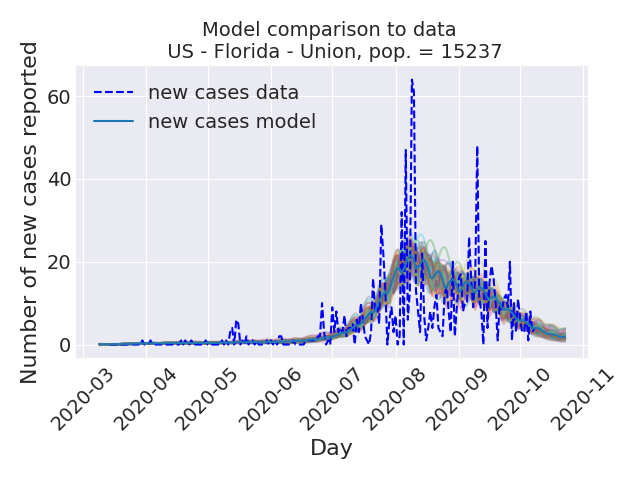 Model comparison to data
US - Florida - Union, pop. = 15237
Number of new cases reported
60
40
20
0
new cases data
new cases model
2020-03
2020-04
2020-05
2020-06
2020-07
2020-08
2020-09
2020-10
2020-11
Day